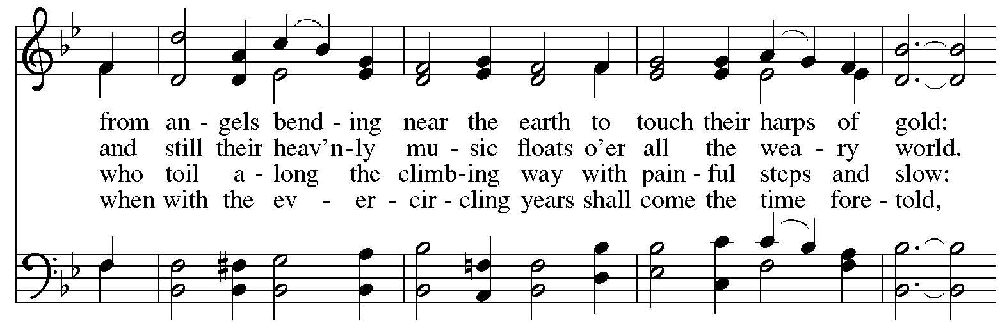 from an - gels bend - ing near the earth to touch their harps of gold:
and still their heav'n-ly mu - sic floats o'er all the wea - ry world.
who toil a - long the climb-ing way with pain - ful steps and slow:
when with the ev - er - cir - cling years shall come the time fore - told,